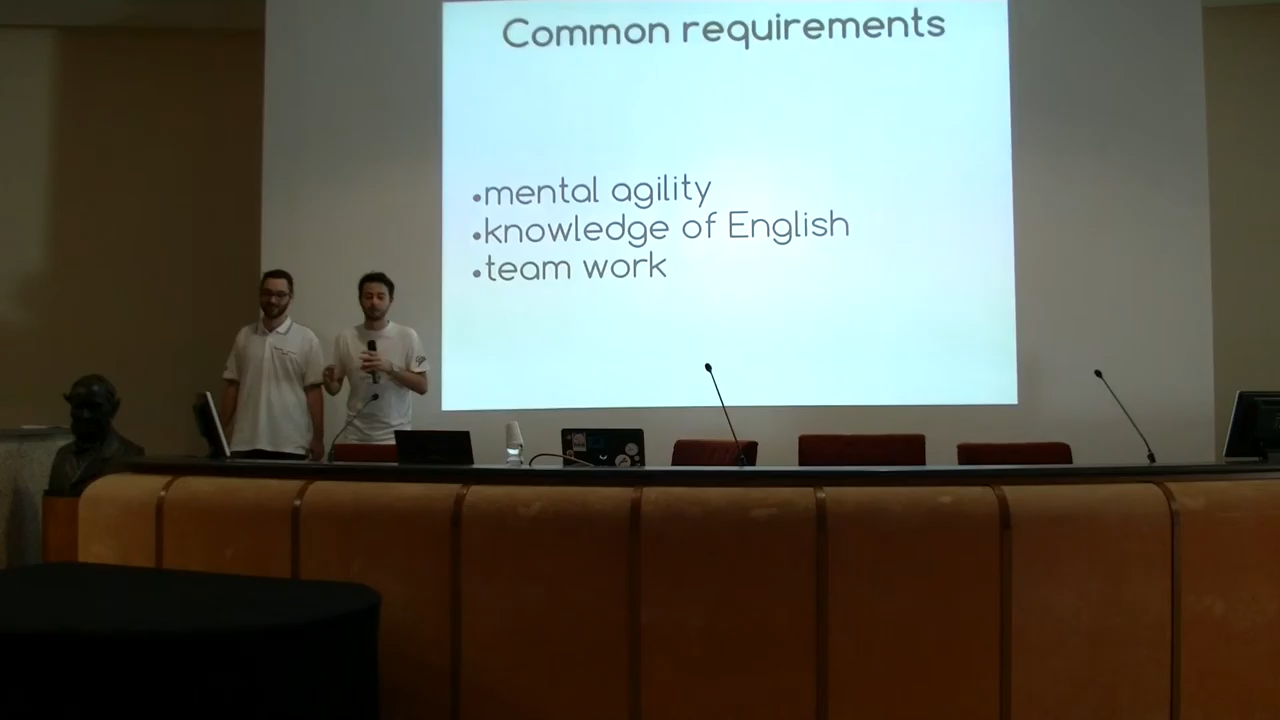 Common requirements
•mental agility
•knowledge of English
•team work